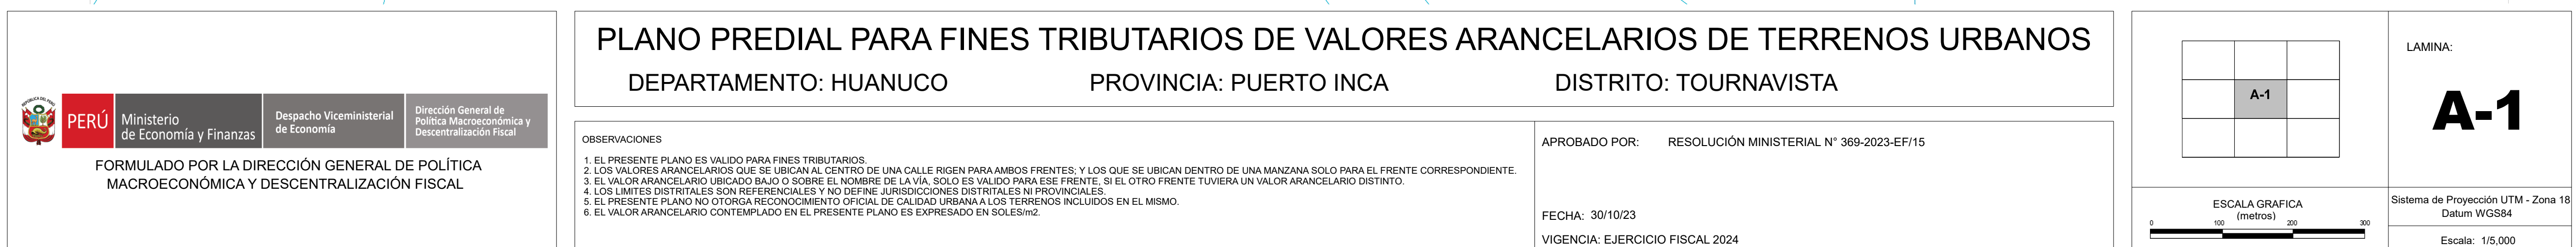 REPÚBLICA DEL PERÚ
PERÚ
Ministerio
de Economía y Finanzas
Despacho Viceministerial
de Economía
Dirección General de
Política Macroeconómica y
Descentralización Fiscal
FORMULADO POR LA DIRECCIÓN GENERAL DE POLÍTICA
MACROECONÓMICA Y DESCENTRALIZACIÓN FISCAL
PLANO PREDIAL PARA FINES TRIBUTARIOS DE VALORES ARANCELARIOS DE TERRENOS URBANOS
DEPARTAMENTO: HUANUCO PROVINCIA: PUERTO INCA DISTRITO: TOURNAVISTA
OBSERVACIONES
1. EL PRESENTE PLANO ES VALIDO PARA FINES TRIBUTARIOS.
2. LOS VALORES ARANCELARIOS QUE SE UBICAN AL CENTRO DE UNA CALLE RIGEN PARA AMBOS FRENTES; Y LOS QUE SE UBICAN DENTRO DE UNA MANZANA SOLO PARA EL FRENTE CORRESPONDIENTE.
3. EL VALOR ARANCELARIO UBICADO BAJO O SOBRE EL NOMBRE DE LA VÍA, SOLO ES VALIDO PARA ESE FRENTE, SI EL OTRO FRENTE TUVIERA UN VALOR ARANCELARIO DISTINTO.
4. LOS LIMITES DISTRITALES SON REFERENCIALES Y NO DEFINE JURISDICCIONES DISTRITALES NI PROVINCIALES.
5. EL PRESENTE PLANO NO OTORGA RECONOCIMIENTO OFICIAL DE CALIDAD URBANA A LOS TERRENOS INCLUIDOS EN EL MISMO.
6. EL VALOR ARANCELARIO CONTEMPLADO EN EL PRESENTE PLANO ES EXPRESADO EN SOLES/m2.
APROBADO POR: RESOLUCIÓN MINISTERIAL N° 369-2023-EF/15
FECHA: 30/10/23
VIGENCIA: EJERCICIO FISCAL 2024
A-1
ESCALA GRAFICA
(metros)
0 100 200 300
LAMINA:
A-1
Sistema de Proyección UTM - Zona 18
Datum WGS84
Escala: 1/5,000